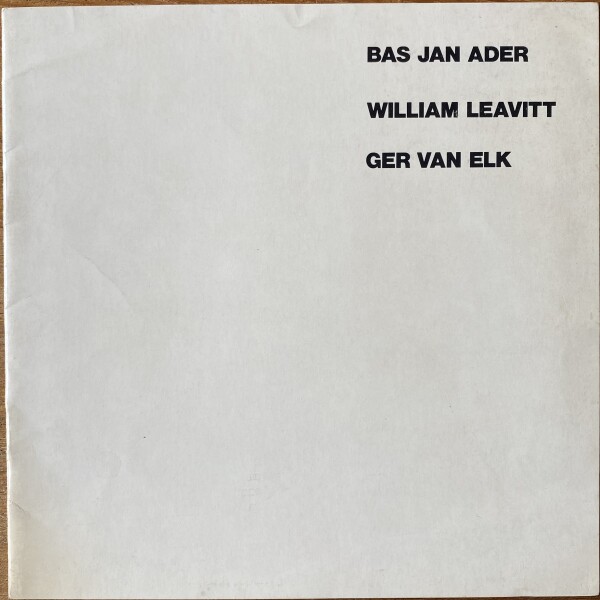 BAS JAN ADER
WILLIAM LEAVITT
GER VAN ELK